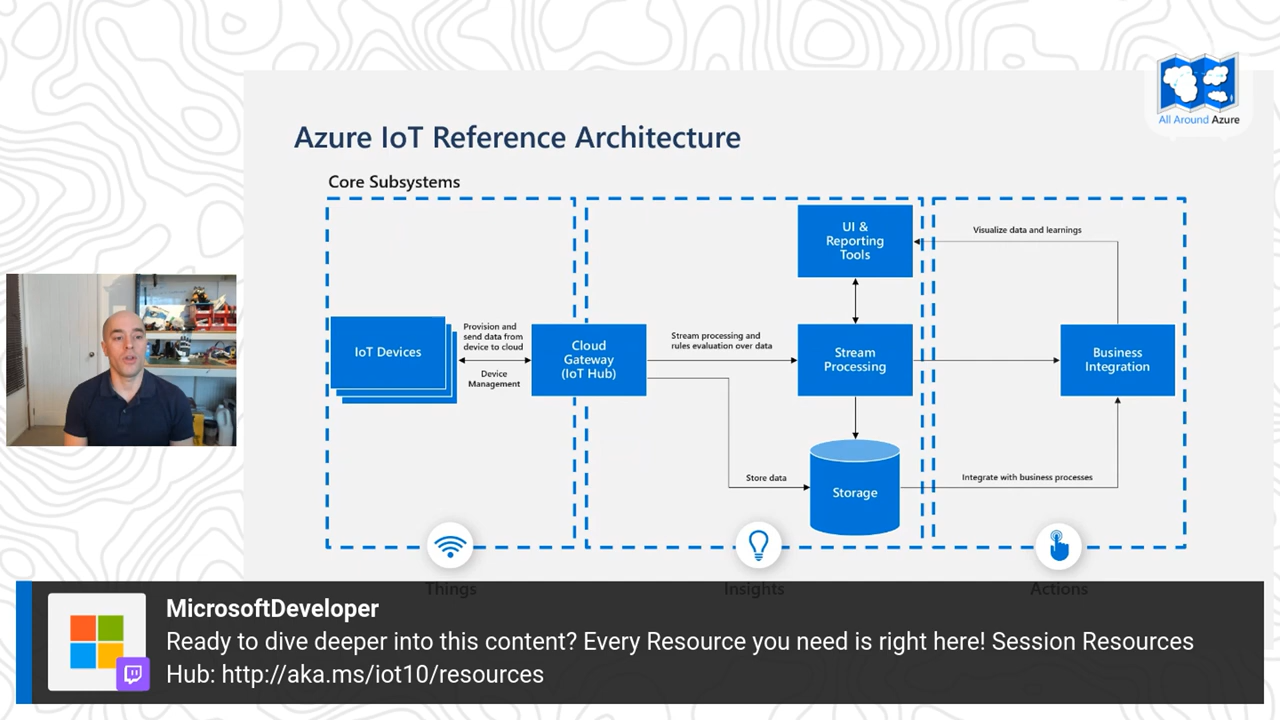 All Around Azure
Azure IoT Reference Architecture
Core Subsystems
UI &
Reporting
Tools
Visualize data and learnings
IoT Devices
Provision and
send data from
device to cloud
Device
Management
Cloud
Gateway
(IoT Hub)
Stream processing and
rules evaluation over data
Stream
Processing
Business
Integration
Store data
Storage
Integrate with business processes
Things
Insights
Actions
MicrosoftDeveloper
Ready to dive deeper into this content? Every Resource you need is right here! Session Resources
Hub: http://aka.ms/iot10/resources